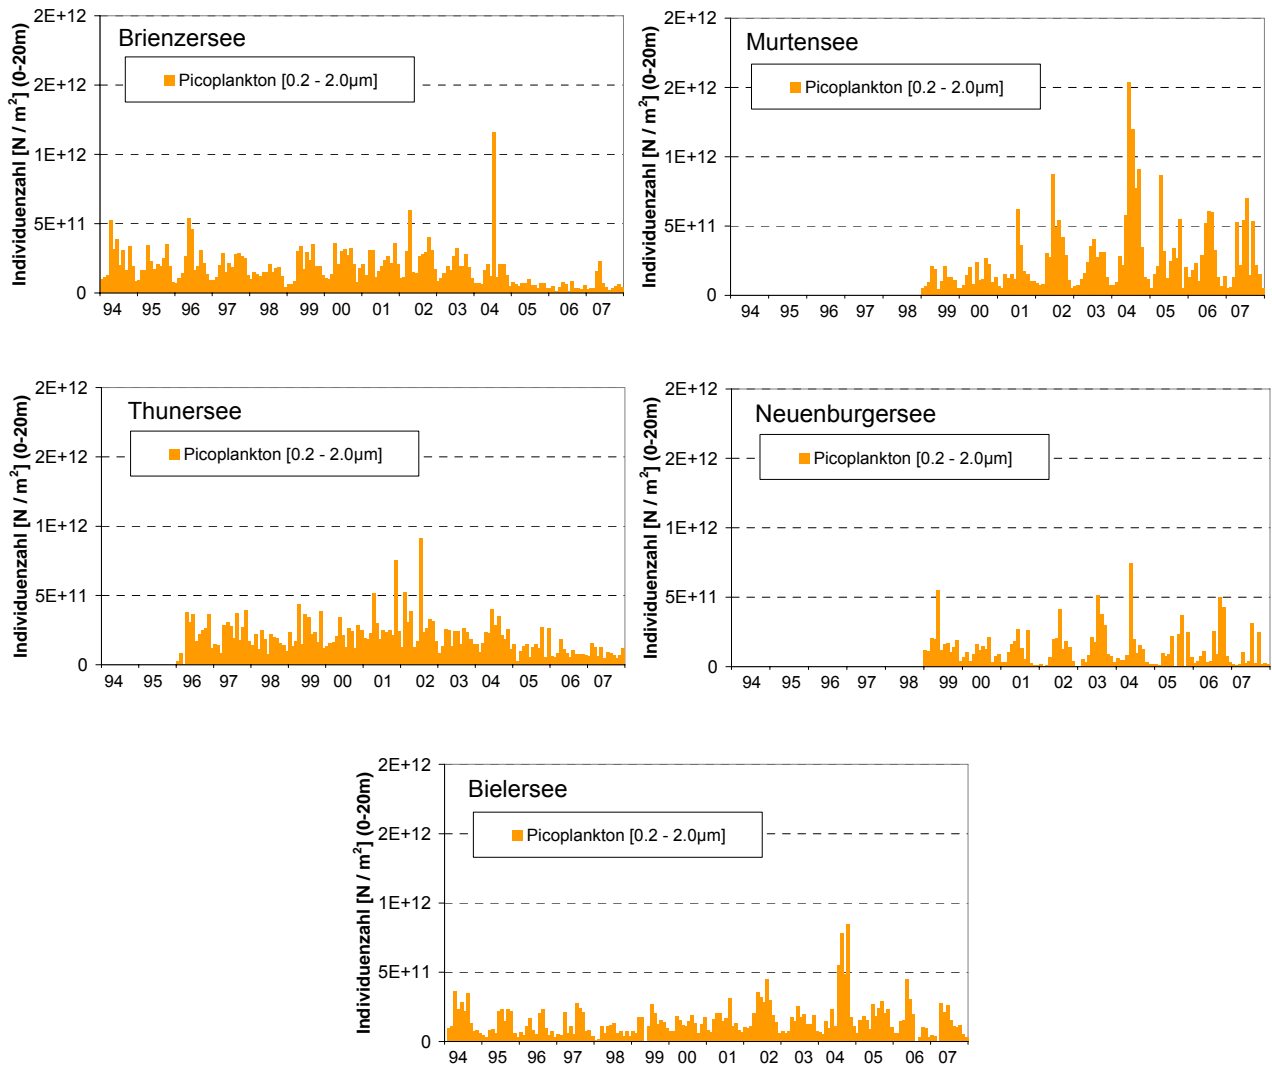 Brienzersee
Individuenzahl [N / m²] (0-20m)
Picoplankton [0.2 - 2.0µm]
2E+12
2E+12
1E+12
5E+11
0
94 95 96 97 98 99 00 01 02 03 04 05 06 07
Murtensee
Individuenzahl [N / m²] (0-20m)
Picoplankton [0.2 - 2.0µm]
2E+12
2E+12
1E+12
5E+11
0
94 95 96 97 98 99 00 01 02 03 04 05 06 07
Thunersee
Individuenzahl [N / m²] (0-20m)
Picoplankton [0.2 - 2.0µm]
2E+12
2E+12
1E+12
5E+11
0
94 95 96 97 98 99 00 01 02 03 04 05 06 07
Neuenburgersee
Individuenzahl [N / m²] (0-20m)
Picoplankton [0.2 - 2.0µm]
2E+12
2E+12
1E+12
5E+11
0
94 95 96 97 98 99 00 01 02 03 04 05 06 07
Bielersee
Individuenzahl [N / m²] (0-20m)
Picoplankton [0.2 - 2.0µm]
2E+12
2E+12
1E+12
5E+11
0
94 95 96 97 98 99 00 01 02 03 04 05 06 07